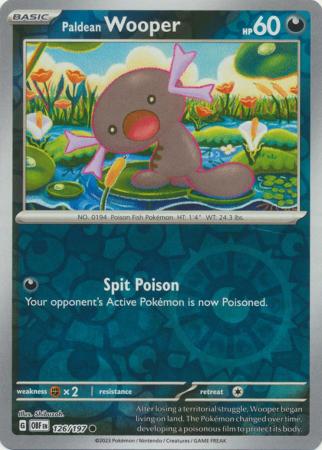 BASIC
Paldean Wooper HP 60
NO. 0194 Poison Fish Pokémon HT: 1'4" WT: 24.3 lbs.
Spit Poison
Your opponent's Active Pokémon is now Poisoned.
weakness ×2 resistance retreat
Illus. Shibuzoh.
G OBF EN 126/197
After losing a territorial struggle, Wooper began
living on land. The Pokémon changed over time,
developing a poisonous film to protect its body.
©2023 Pokémon / Nintendo / Creatures / GAME FREAK